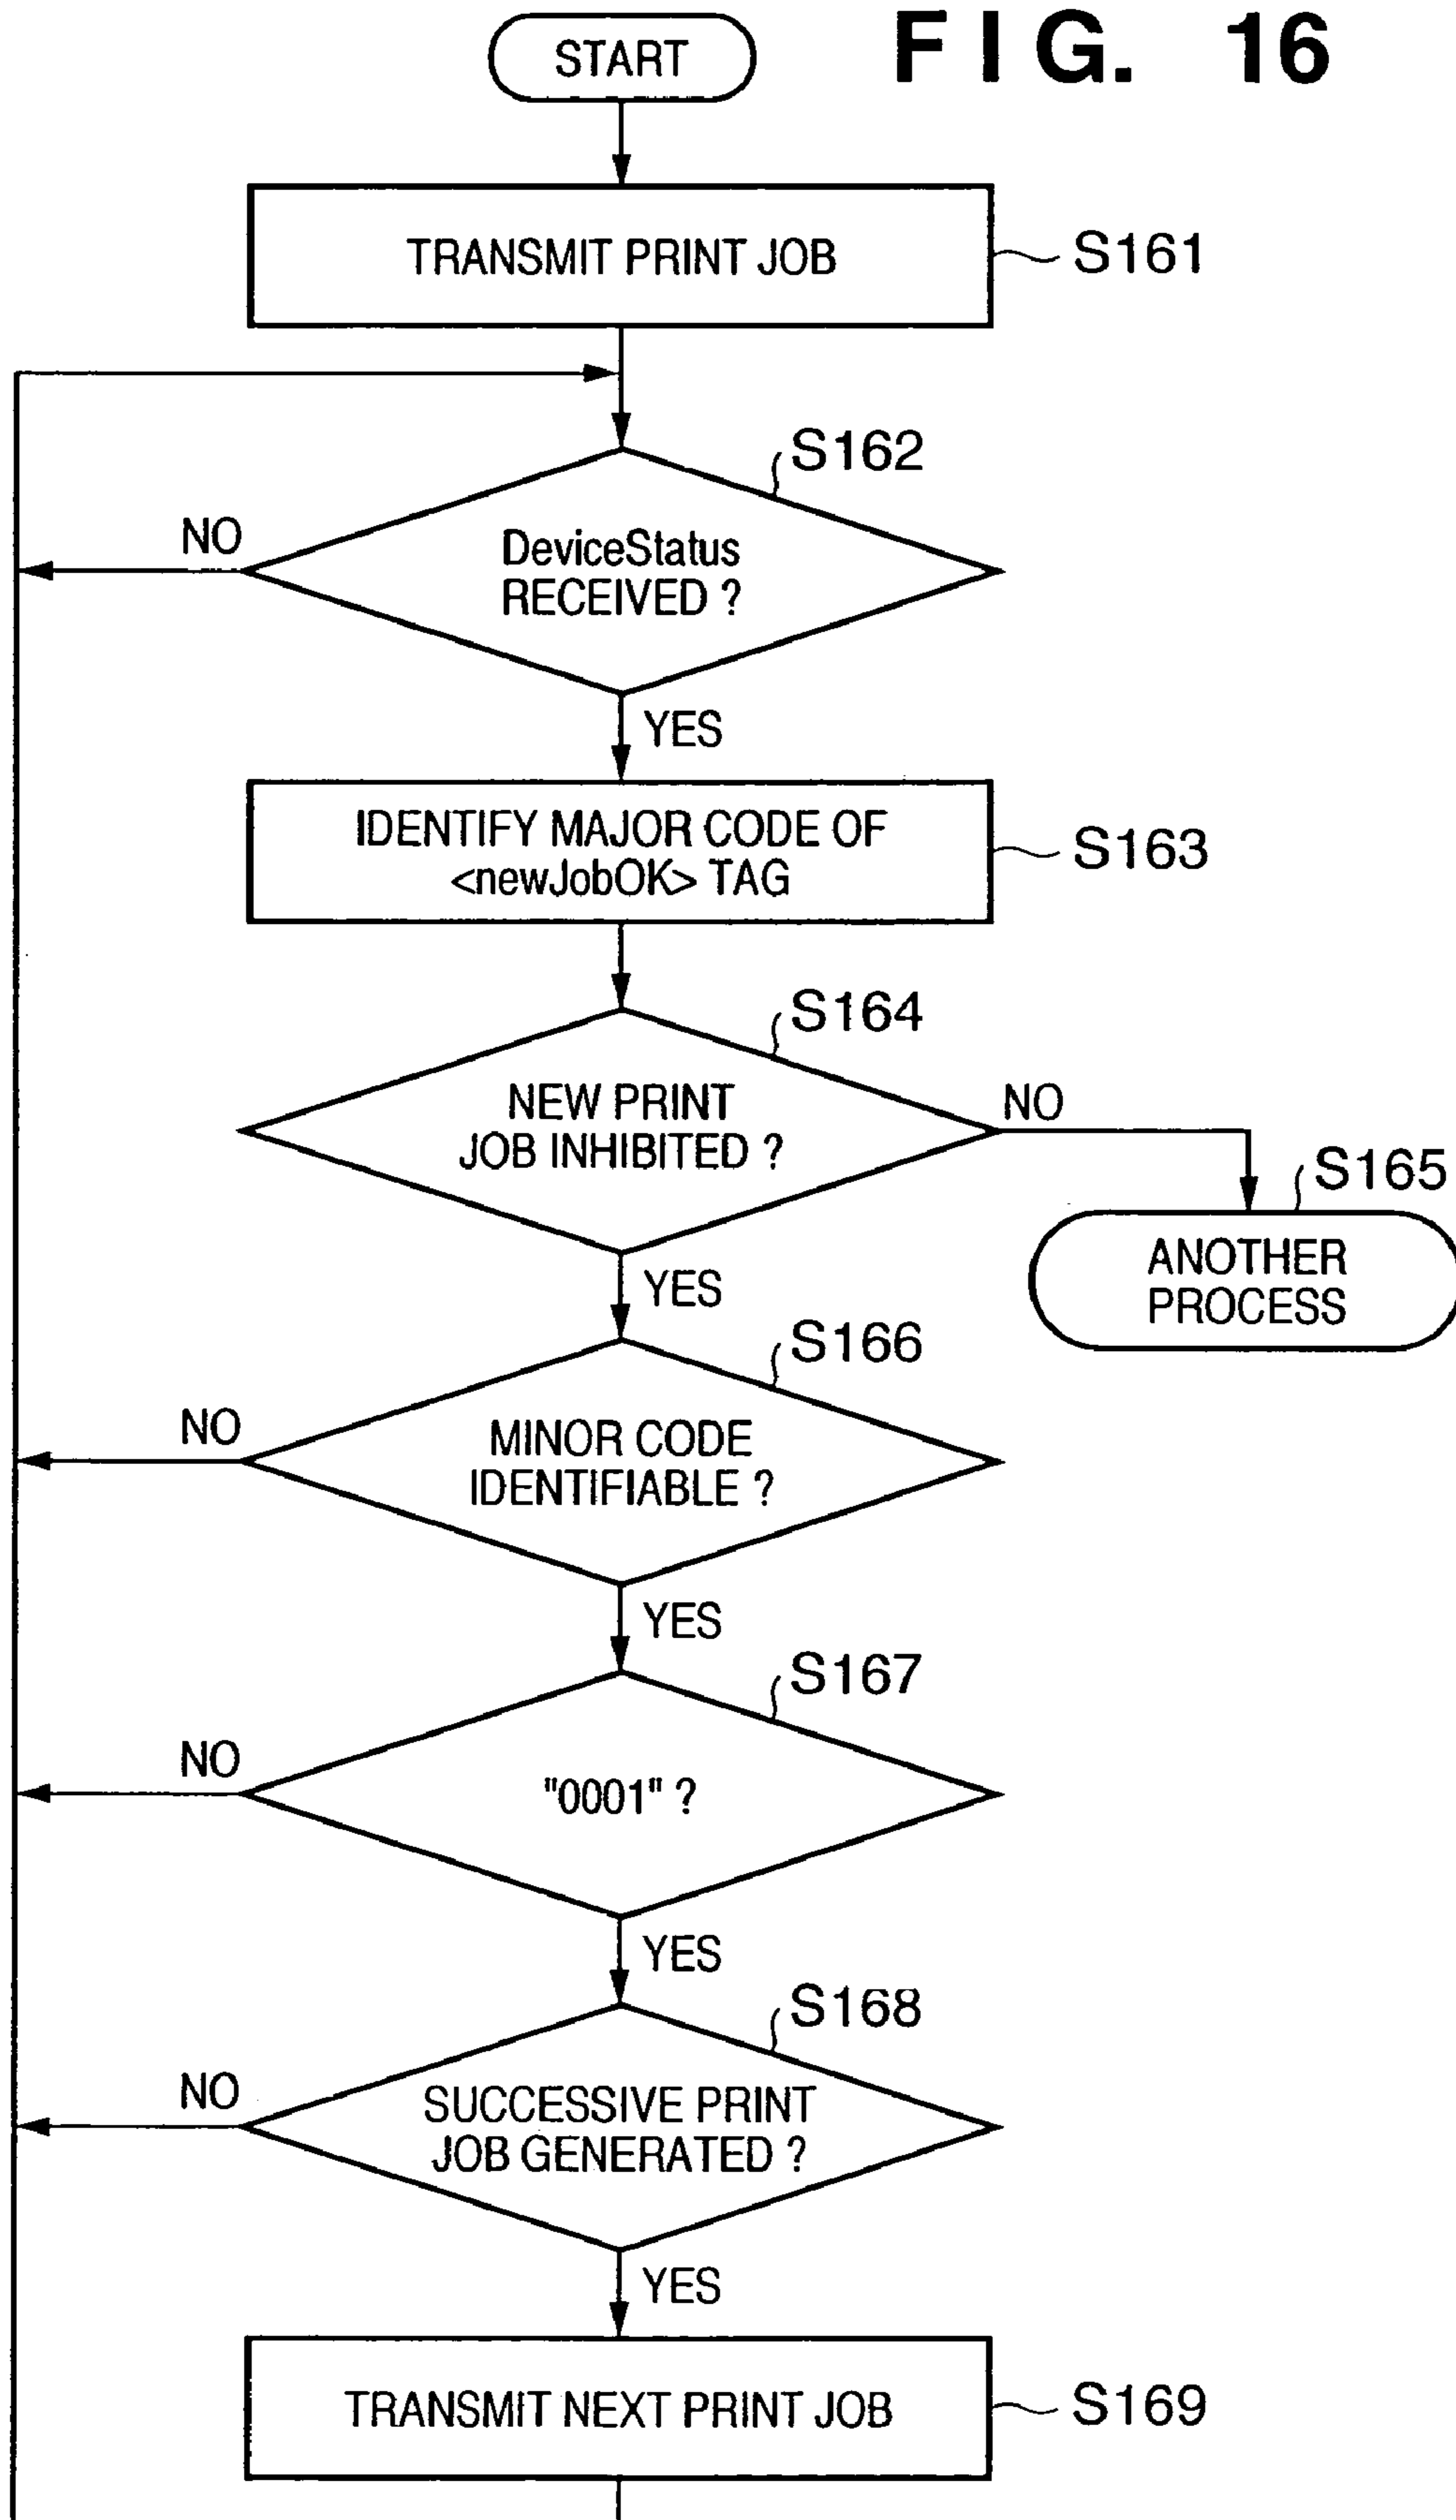 START
FIG. 16
TRANSMIT PRINT JOB
S161
S162
NO
DeviceStatus
RECEIVED ?
YES
IDENTIFY MAJOR CODE OF
<newJobOK> TAG
S163
S164
NEW PRINT
JOB INHIBITED ?
NO
S165
ANOTHER
PROCESS
YES
S166
NO
MINOR CODE
IDENTIFIABLE ?
YES
S167
NO
"0001" ?
YES
S168
NO
SUCCESSIVE PRINT
JOB GENERATED ?
YES
TRANSMIT NEXT PRINT JOB
S169